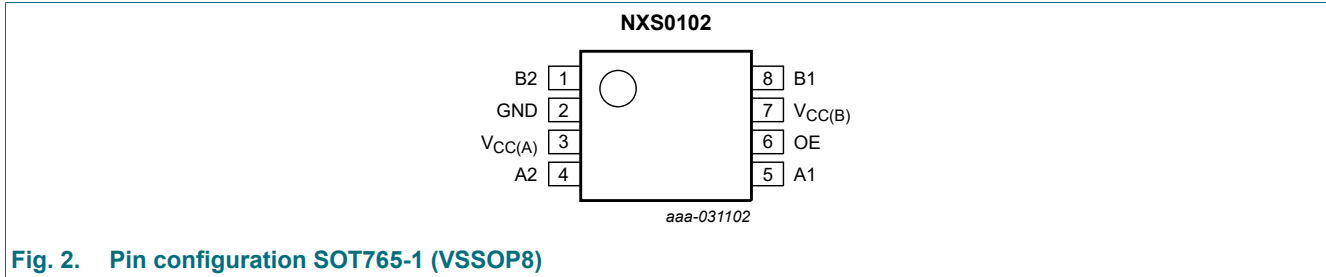 NXS0102
B2 1 8 B1
GND 2 7 VCC(B)
VCC(A) 3 6 OE
A2 4 5 A1
aaa-031102
Fig. 2. Pin configuration SOT765-1 (VSSOP8)